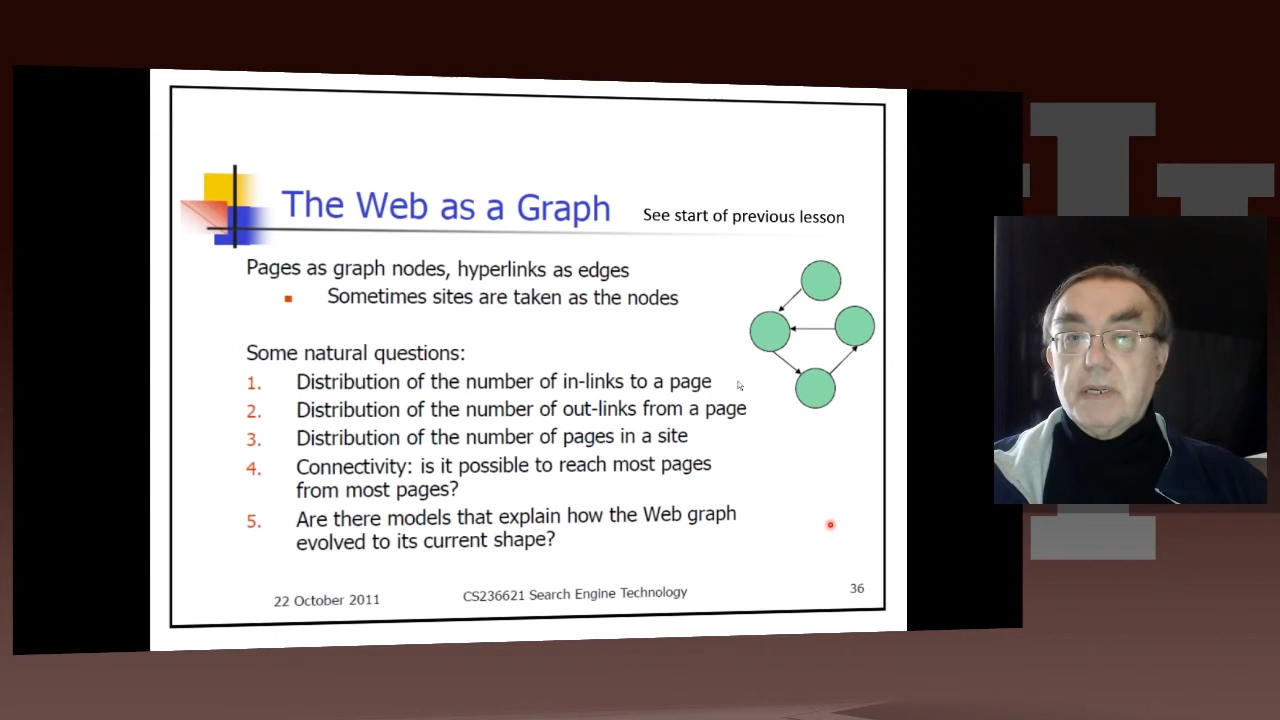 The Web as a Graph
See start of previous lesson
Pages as graph nodes, hyperlinks as edges
Sometimes sites are taken as the nodes
Some natural questions:
1. Distribution of the number of in-links to a page
2. Distribution of the number of out-links from a page
3. Distribution of the number of pages in a site
4. Connectivity: is it possible to reach most pages
from most pages?
5. Are there models that explain how the Web graph
evolved to its current shape?
22 October 2011
CS236621 Search Engine Technology
36